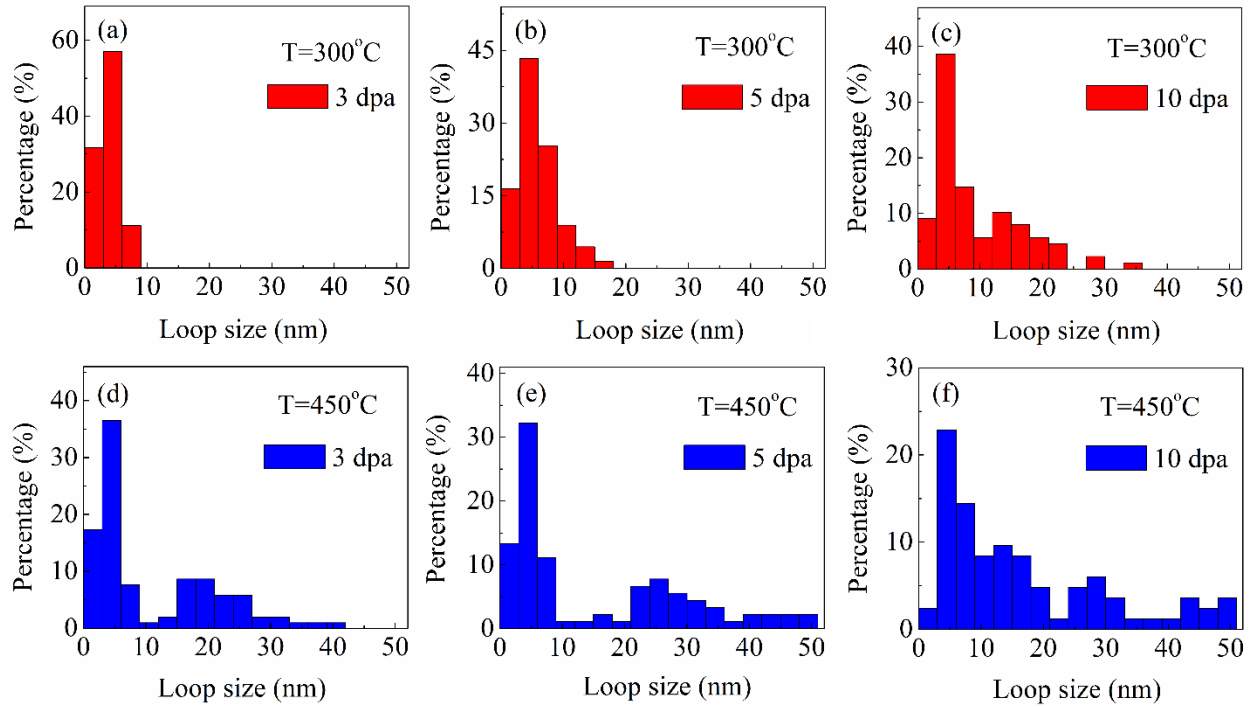 (a)
T=300°C
3 dpa
Percentage (%)
60
40
20
0
0 10 20 30 40 50
Loop size (nm)
(b)
T=300°C
5 dpa
Percentage (%)
45
30
15
0
0 10 20 30 40 50
Loop size (nm)
(c)
T=300°C
10 dpa
Percentage (%)
40
30
20
10
0
0 10 20 30 40 50
Loop size (nm)
(d)
T=450°C
3 dpa
Percentage (%)
40
30
20
10
0
0 10 20 30 40 50
Loop size (nm)
(e)
T=450°C
5 dpa
Percentage (%)
40
30
20
10
0
0 10 20 30 40 50
Loop size (nm)
(f)
T=450°C
10 dpa
Percentage (%)
30
20
10
0
0 10 20 30 40 50
Loop size (nm)